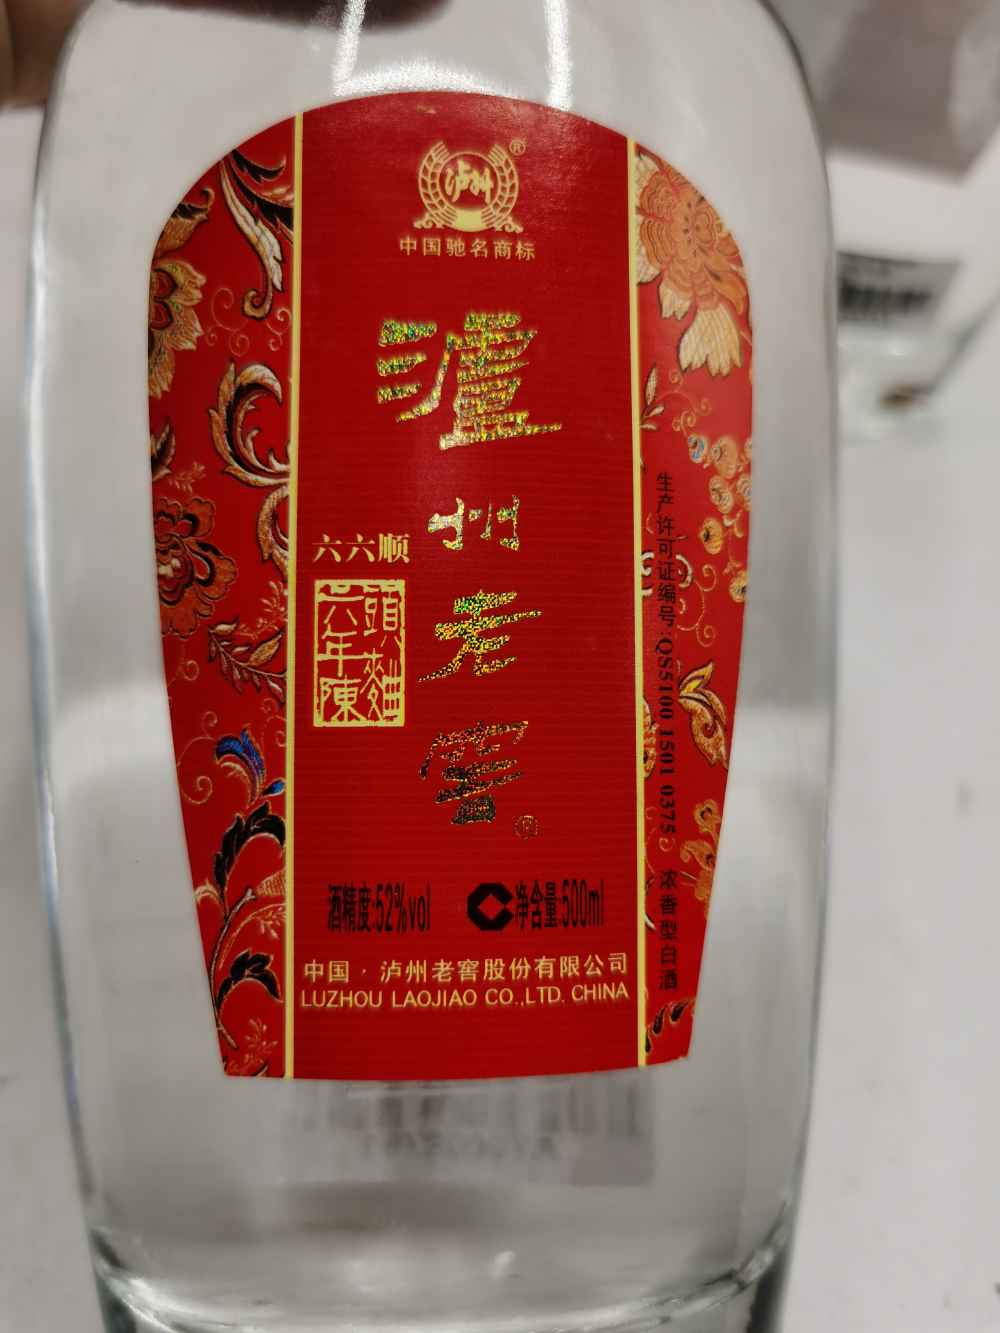 泸州
®
中国驰名商标
泸州老窖®
六六顺
頭麯
六年陳
生产许可证编号:QS5100 1501 0375 浓香型白酒
酒精度:52%vol
净含量:500ml
中国·泸州老窖股份有限公司
LUZHOU LAOJIAO CO.,LTD. CHINA